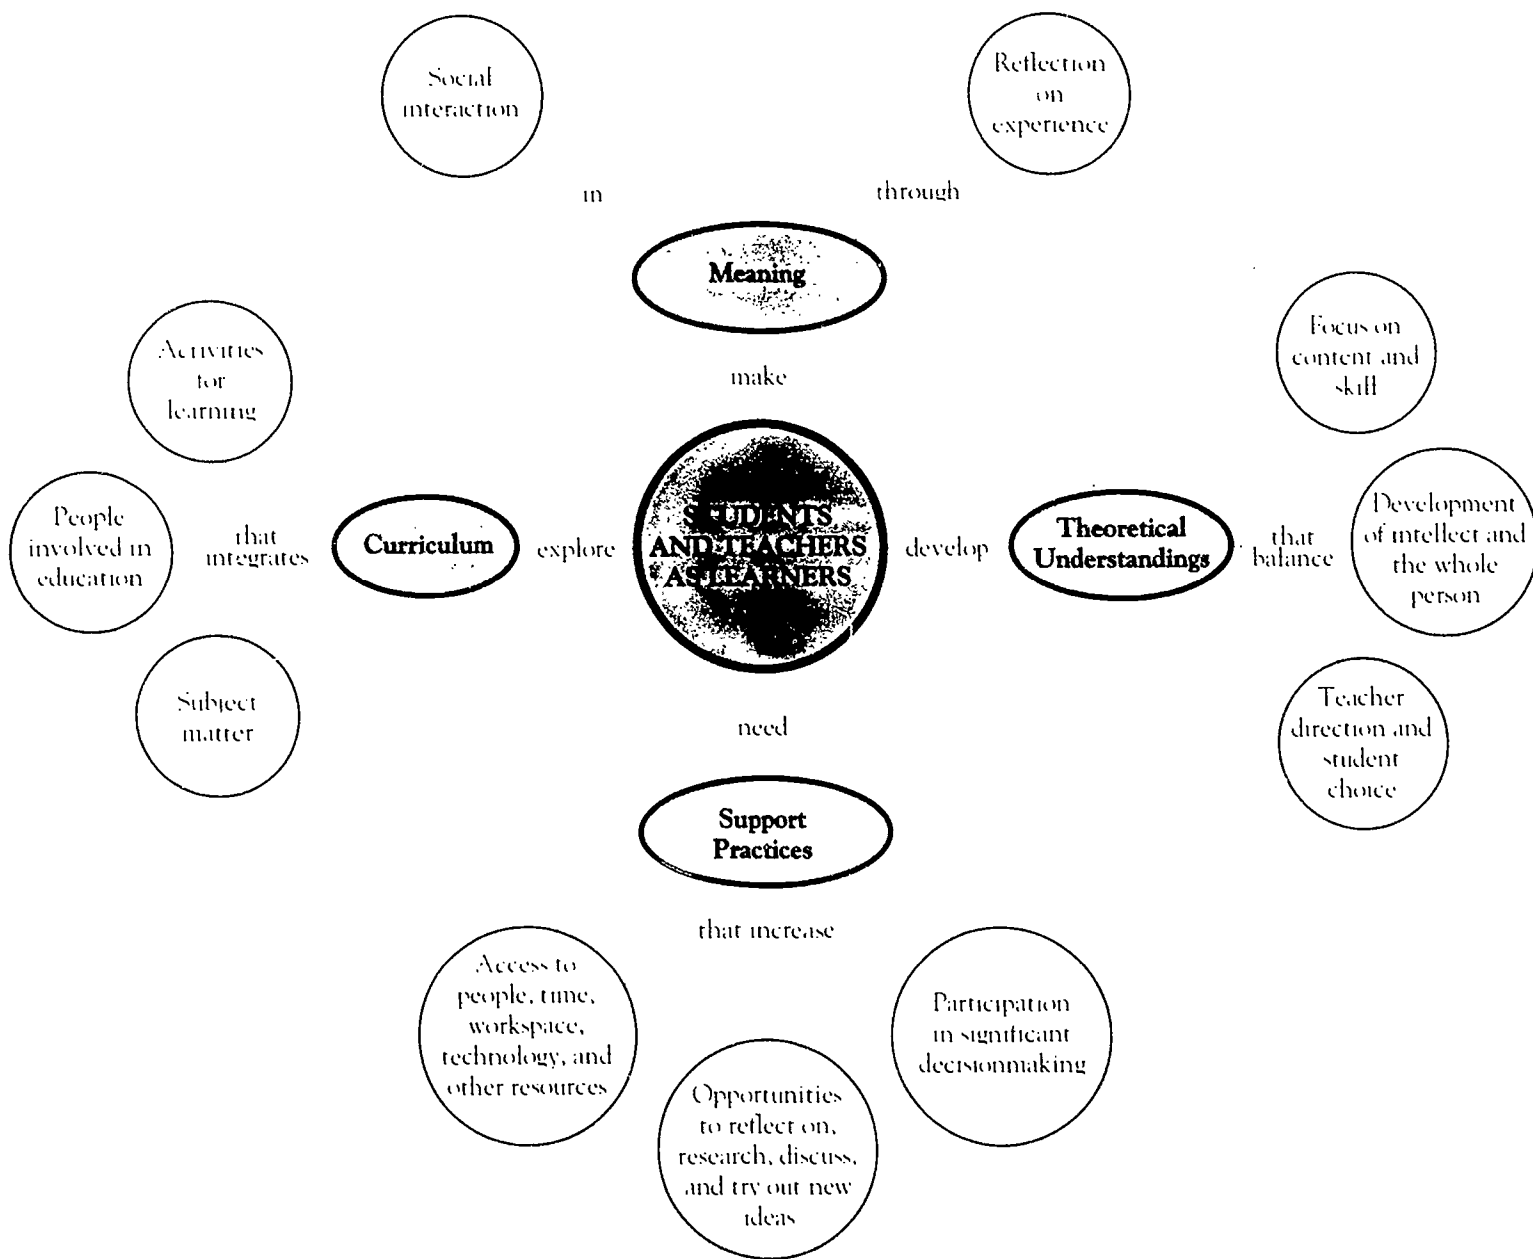 Social
interaction
Reflection
on
experience
in
through
Meaning
make
Activities
for
learning
People
involved in
education
Subject
matter
that
integrates
Curriculum
explore
STUDENTS
AND TEACHERS
AS LEARNERS
develop
Theoretical
Understandings
that
balance
Focus on
content and
skill
Development
of intellect and
the whole
person
Teacher
direction and
student
choice
need
Support
Practices
that increase
Access to
people, time,
workspace,
technology, and
other resources
Opportunities
to reflect on,
research, discuss,
and try out new
ideas
Participation
in significant
decisionmaking